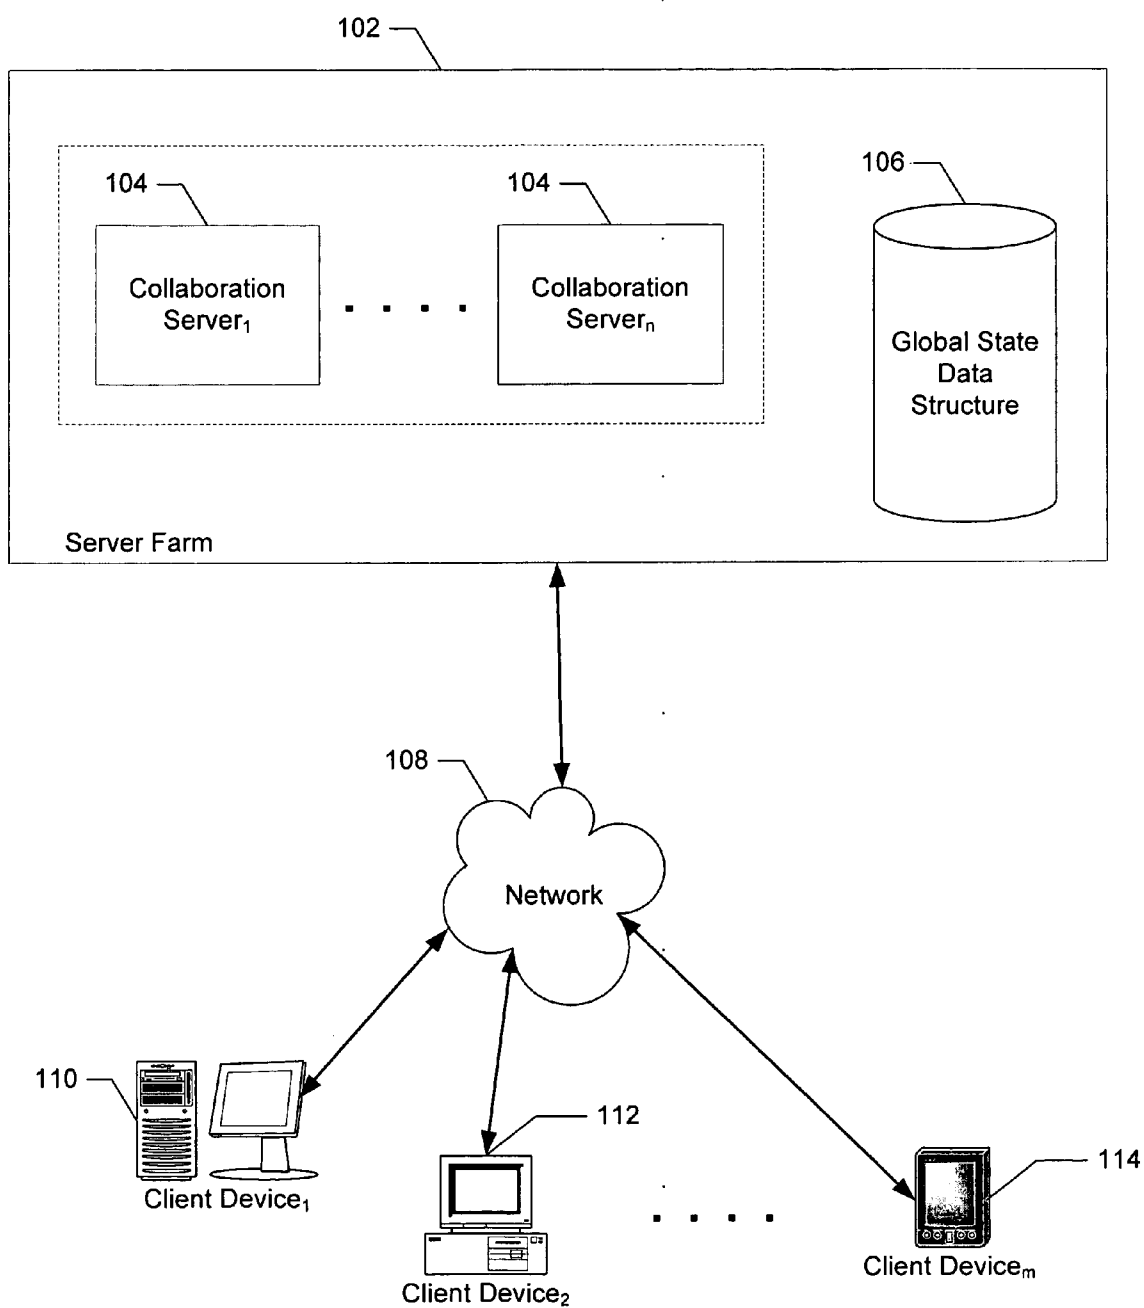 102
104
104
106
Collaboration
Server₁
Collaboration
Serverₙ
Global State
Data
Structure
Server Farm
108
Network
110
Client Device₁
112
Client Device₂
114
Client Deviceₘ